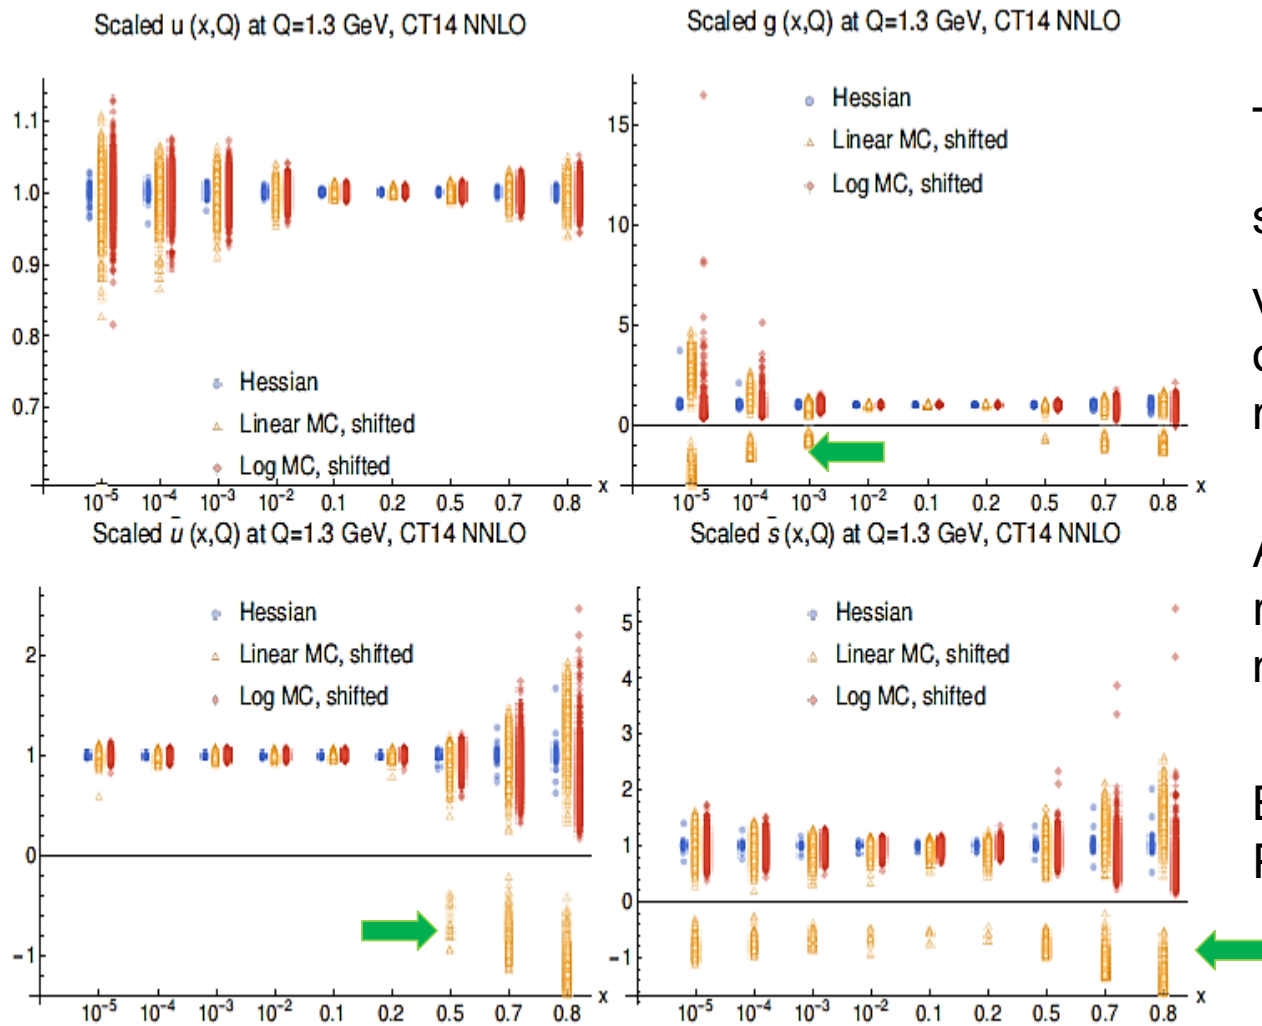 Scaled u (x,Q) at Q=1.3 GeV, CT14 NNLO
1.1
1.0
0.9
0.8
0.7
Hessian
Linear MC, shifted
Log MC, shifted
10⁻⁵ 10⁻⁴ 10⁻³ 10⁻² 0.1 0.2 0.5 0.7 0.8 x
Scaled g (x,Q) at Q=1.3 GeV, CT14 NNLO
15
10
5
0
Hessian
Linear MC, shifted
Log MC, shifted
10⁻⁵ 10⁻⁴ 10⁻³ 10⁻² 0.1 0.2 0.5 0.7 0.8 x
Scaled ū (x,Q) at Q=1.3 GeV, CT14 NNLO
2
1
0
−1
Hessian
Linear MC, shifted
Log MC, shifted
10⁻⁵ 10⁻⁴ 10⁻³ 10⁻² 0.1 0.2 0.5 0.7 0.8 x
Scaled s̄ (x,Q) at Q=1.3 GeV, CT14 NNLO
5
4
3
2
1
0
−1
Hessian
Linear MC, shifted
Log MC, shifted
10⁻⁵ 10⁻⁴ 10⁻³ 10⁻² 0.1 0.2 0.5 0.7 0.8 x